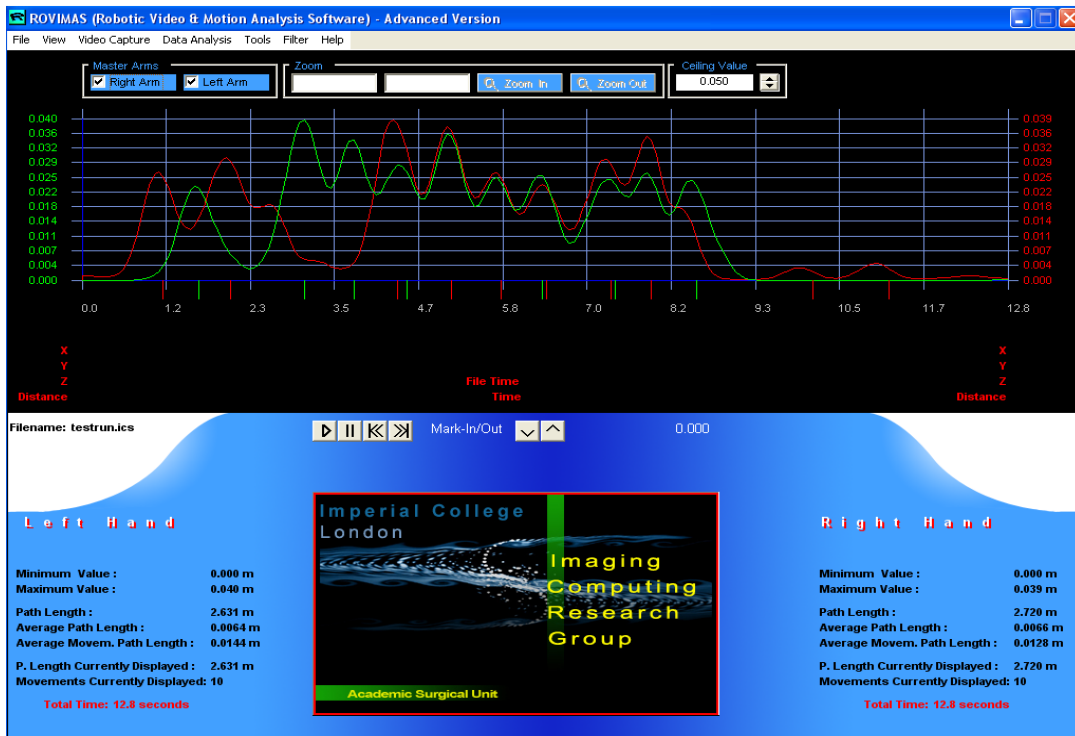 ROVIMAS (Robotic Video & Motion Analysis Software) - Advanced Version
File View Video Capture Data Analysis Tools Filter Help
Master Arms Zoom Ceiling Value
Right Arm Left Arm Zoom In Zoom Out 0.050
0.040 0.039
0.036 0.036
0.032 0.032
0.029 0.029
0.025 0.025
0.022 0.022
0.018 0.018
0.014 0.014
0.011 0.011
0.007 0.007
0.004 0.004
0.000 0.000
0.0 1.2 2.3 3.5 4.7 5.8 7.0 8.2 9.3 10.5 11.7 12.8
X X
Y Y
Z File Time Z
Distance Time Distance
Filename: testrun.ics Mark-In/Out 0.000
Left Hand
Minimum Value : 0.000 m
Maximum Value : 0.040 m
Path Length : 2.631 m
Average Path Length : 0.0064 m
Average Movem. Path Length : 0.0144 m
P. Length Currently Displayed : 2.631 m
Movements Currently Displayed: 10
Total Time: 12.8 seconds
Imperial College
London
Imaging
Computing
Research
Group
Academic Surgical Unit
Right Hand
Minimum Value : 0.000 m
Maximum Value : 0.039 m
Path Length : 2.720 m
Average Path Length : 0.0066 m
Average Movem. Path Length : 0.0128 m
P. Length Currently Displayed : 2.720 m
Movements Currently Displayed: 10
Total Time: 12.8 seconds